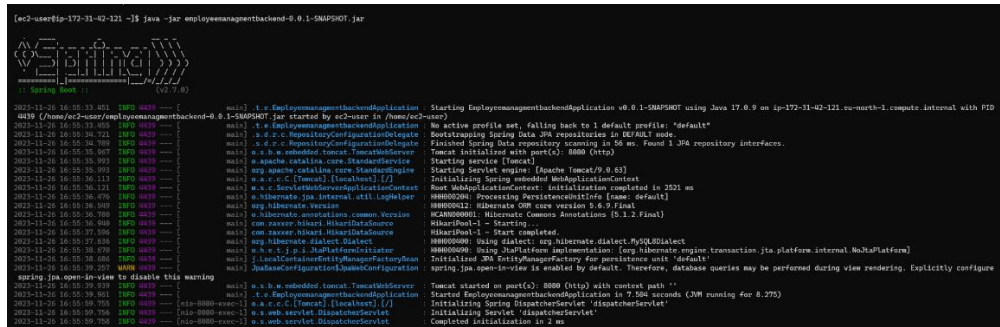 [ec2-user@ip-172-31-42-121 ~]$ java -jar employeemanagmentbackend-0.0.1-SNAPSHOT.jar
:: Spring Boot :: (v2.7.0)
2023-11-26 16:55:33.451 INFO 4439 --- [ main] .t.e.EmployeemanagmentbackendApplication : Starting EmployeemanagmentbackendApplication v0.0.1-SNAPSHOT using Java 17.0.9 on ip-172-31-42-121.eu-north-1.compute.internal with PID
4439 (/home/ec2-user/employeemanagmentbackend-0.0.1-SNAPSHOT.jar started by ec2-user in /home/ec2-user)
2023-11-26 16:55:33.455 INFO 4439 --- [ main] .t.e.EmployeemanagmentbackendApplication : No active profile set, falling back to 1 default profile: "default"
2023-11-26 16:55:34.721 INFO 4439 --- [ main] .s.d.r.c.RepositoryConfigurationDelegate : Bootstrapping Spring Data JPA repositories in DEFAULT mode.
2023-11-26 16:55:34.789 INFO 4439 --- [ main] .s.d.r.c.RepositoryConfigurationDelegate : Finished Spring Data repository scanning in 56 ms. Found 1 JPA repository interfaces.
2023-11-26 16:55:35.967 INFO 4439 --- [ main] o.s.b.w.embedded.tomcat.TomcatWebServer : Tomcat initialized with port(s): 8080 (http)
2023-11-26 16:55:35.993 INFO 4439 --- [ main] o.apache.catalina.core.StandardService : Starting service [Tomcat]
2023-11-26 16:55:35.993 INFO 4439 --- [ main] org.apache.catalina.core.StandardEngine : Starting Servlet engine: [Apache Tomcat/9.0.63]
2023-11-26 16:55:36.113 INFO 4439 --- [ main] o.a.c.c.C.[Tomcat].[localhost].[/] : Initializing Spring embedded WebApplicationContext
2023-11-26 16:55:36.121 INFO 4439 --- [ main] w.s.c.ServletWebServerApplicationContext : Root WebApplicationContext: initialization completed in 2521 ms
2023-11-26 16:55:36.476 INFO 4439 --- [ main] o.hibernate.jpa.internal.util.LogHelper : HHH000204: Processing PersistenceUnitInfo [name: default]
2023-11-26 16:55:36.549 INFO 4439 --- [ main] org.hibernate.Version : HHH000412: Hibernate ORM core version 5.6.9.Final
2023-11-26 16:55:36.780 INFO 4439 --- [ main] o.hibernate.annotations.common.Version : HCANN000001: Hibernate Commons Annotations {5.1.2.Final}
2023-11-26 16:55:36.988 INFO 4439 --- [ main] com.zaxxer.hikari.HikariDataSource : HikariPool-1 - Starting...
2023-11-26 16:55:37.596 INFO 4439 --- [ main] com.zaxxer.hikari.HikariDataSource : HikariPool-1 - Start completed.
2023-11-26 16:55:37.636 INFO 4439 --- [ main] org.hibernate.dialect.Dialect : HHH000400: Using dialect: org.hibernate.dialect.MySQL8Dialect
2023-11-26 16:55:38.670 INFO 4439 --- [ main] o.h.e.t.j.p.i.JtaPlatformInitiator : HHH000490: Using JtaPlatform implementation: [org.hibernate.engine.transaction.jta.platform.internal.NoJtaPlatform]
2023-11-26 16:55:38.686 INFO 4439 --- [ main] j.LocalContainerEntityManagerFactoryBean : Initialized JPA EntityManagerFactory for persistence unit 'default'
2023-11-26 16:55:39.257 WARN 4439 --- [ main] JpaBaseConfiguration$JpaWebConfiguration : spring.jpa.open-in-view is enabled by default. Therefore, database queries may be performed during view rendering. Explicitly configure
spring.jpa.open-in-view to disable this warning
2023-11-26 16:55:39.939 INFO 4439 --- [ main] o.s.b.w.embedded.tomcat.TomcatWebServer : Tomcat started on port(s): 8080 (http) with context path ''
2023-11-26 16:55:39.961 INFO 4439 --- [ main] .t.e.EmployeemanagmentbackendApplication : Started EmployeemanagmentbackendApplication in 7.504 seconds (JVM running for 8.275)
2023-11-26 16:55:59.755 INFO 4439 --- [nio-8080-exec-1] o.a.c.c.C.[Tomcat].[localhost].[/] : Initializing Spring DispatcherServlet 'dispatcherServlet'
2023-11-26 16:55:59.756 INFO 4439 --- [nio-8080-exec-1] o.s.web.servlet.DispatcherServlet : Initializing Servlet 'dispatcherServlet'
2023-11-26 16:55:59.758 INFO 4439 --- [nio-8080-exec-1] o.s.web.servlet.DispatcherServlet : Completed initialization in 2 ms